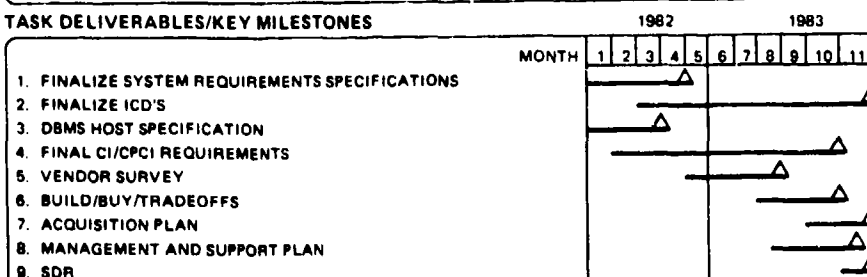 TASK DELIVERABLES/KEY MILESTONES 1982 1983
MONTH 1 2 3 4 5 6 7 8 9 10 11
1. FINALIZE SYSTEM REQUIREMENTS SPECIFICATIONS
2. FINALIZE ICD'S
3. DBMS HOST SPECIFICATION
4. FINAL CI/CPCI REQUIREMENTS
5. VENDOR SURVEY
6. BUILD/BUY/TRADEOFFS
7. ACQUISITION PLAN
8. MANAGEMENT AND SUPPORT PLAN
9. SDR